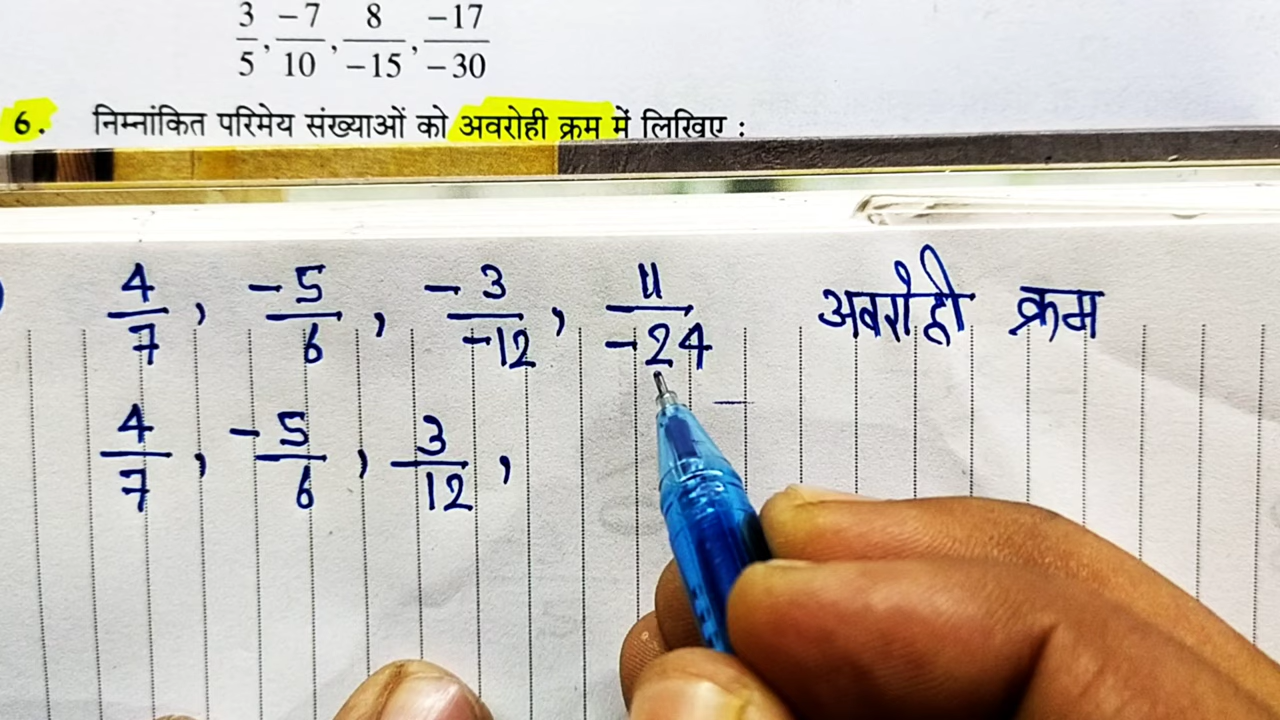 3/5, -7/10, 8/-15, -17/-30
6. निम्नांकित परिमेय संख्याओं को अवरोही क्रम में लिखिए :
4/7, -5/6, -3/-12, 11/-24 अवरोही क्रम
4/7, -5/6, 3/12,